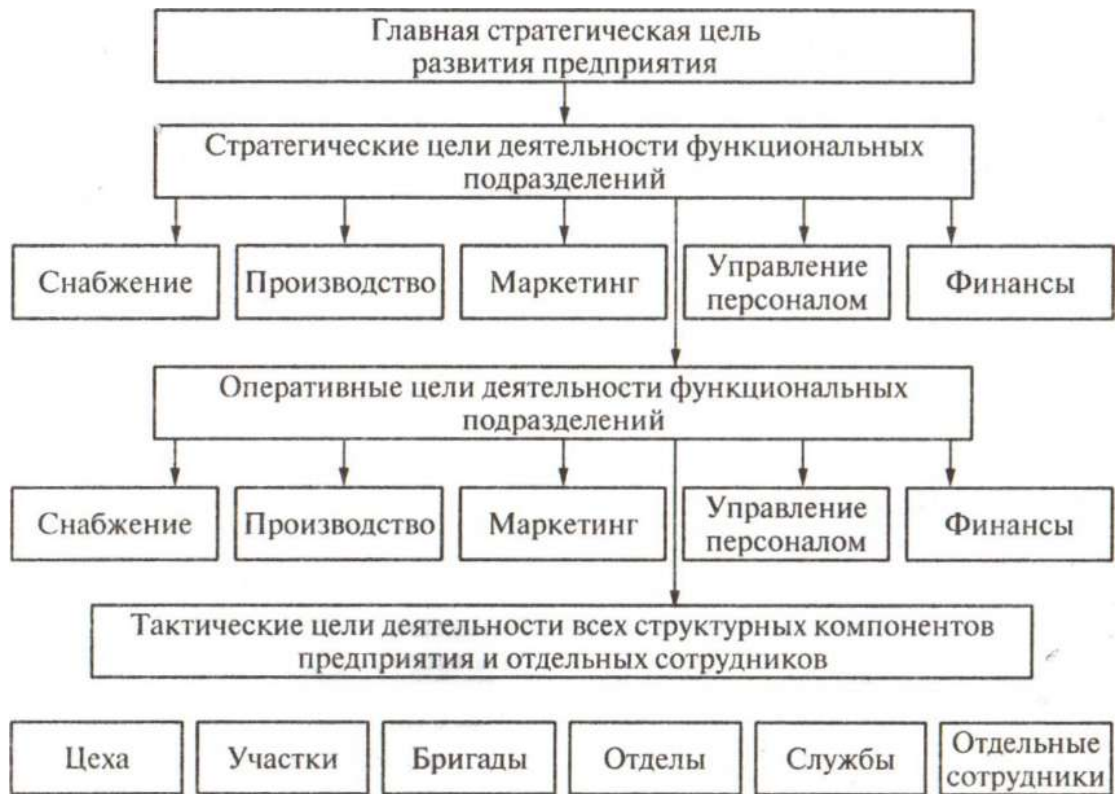 Главная стратегическая цель
развития предприятия
Стратегические цели деятельности функциональных
подразделений
Снабжение
Производство
Маркетинг
Управление
персоналом
Финансы
Оперативные цели деятельности функциональных
подразделений
Снабжение
Производство
Маркетинг
Управление
персоналом
Финансы
Тактические цели деятельности всех структурных компонентов
предприятия и отдельных сотрудников
Цеха
Участки
Бригады
Отделы
Службы
Отдельные
сотрудники